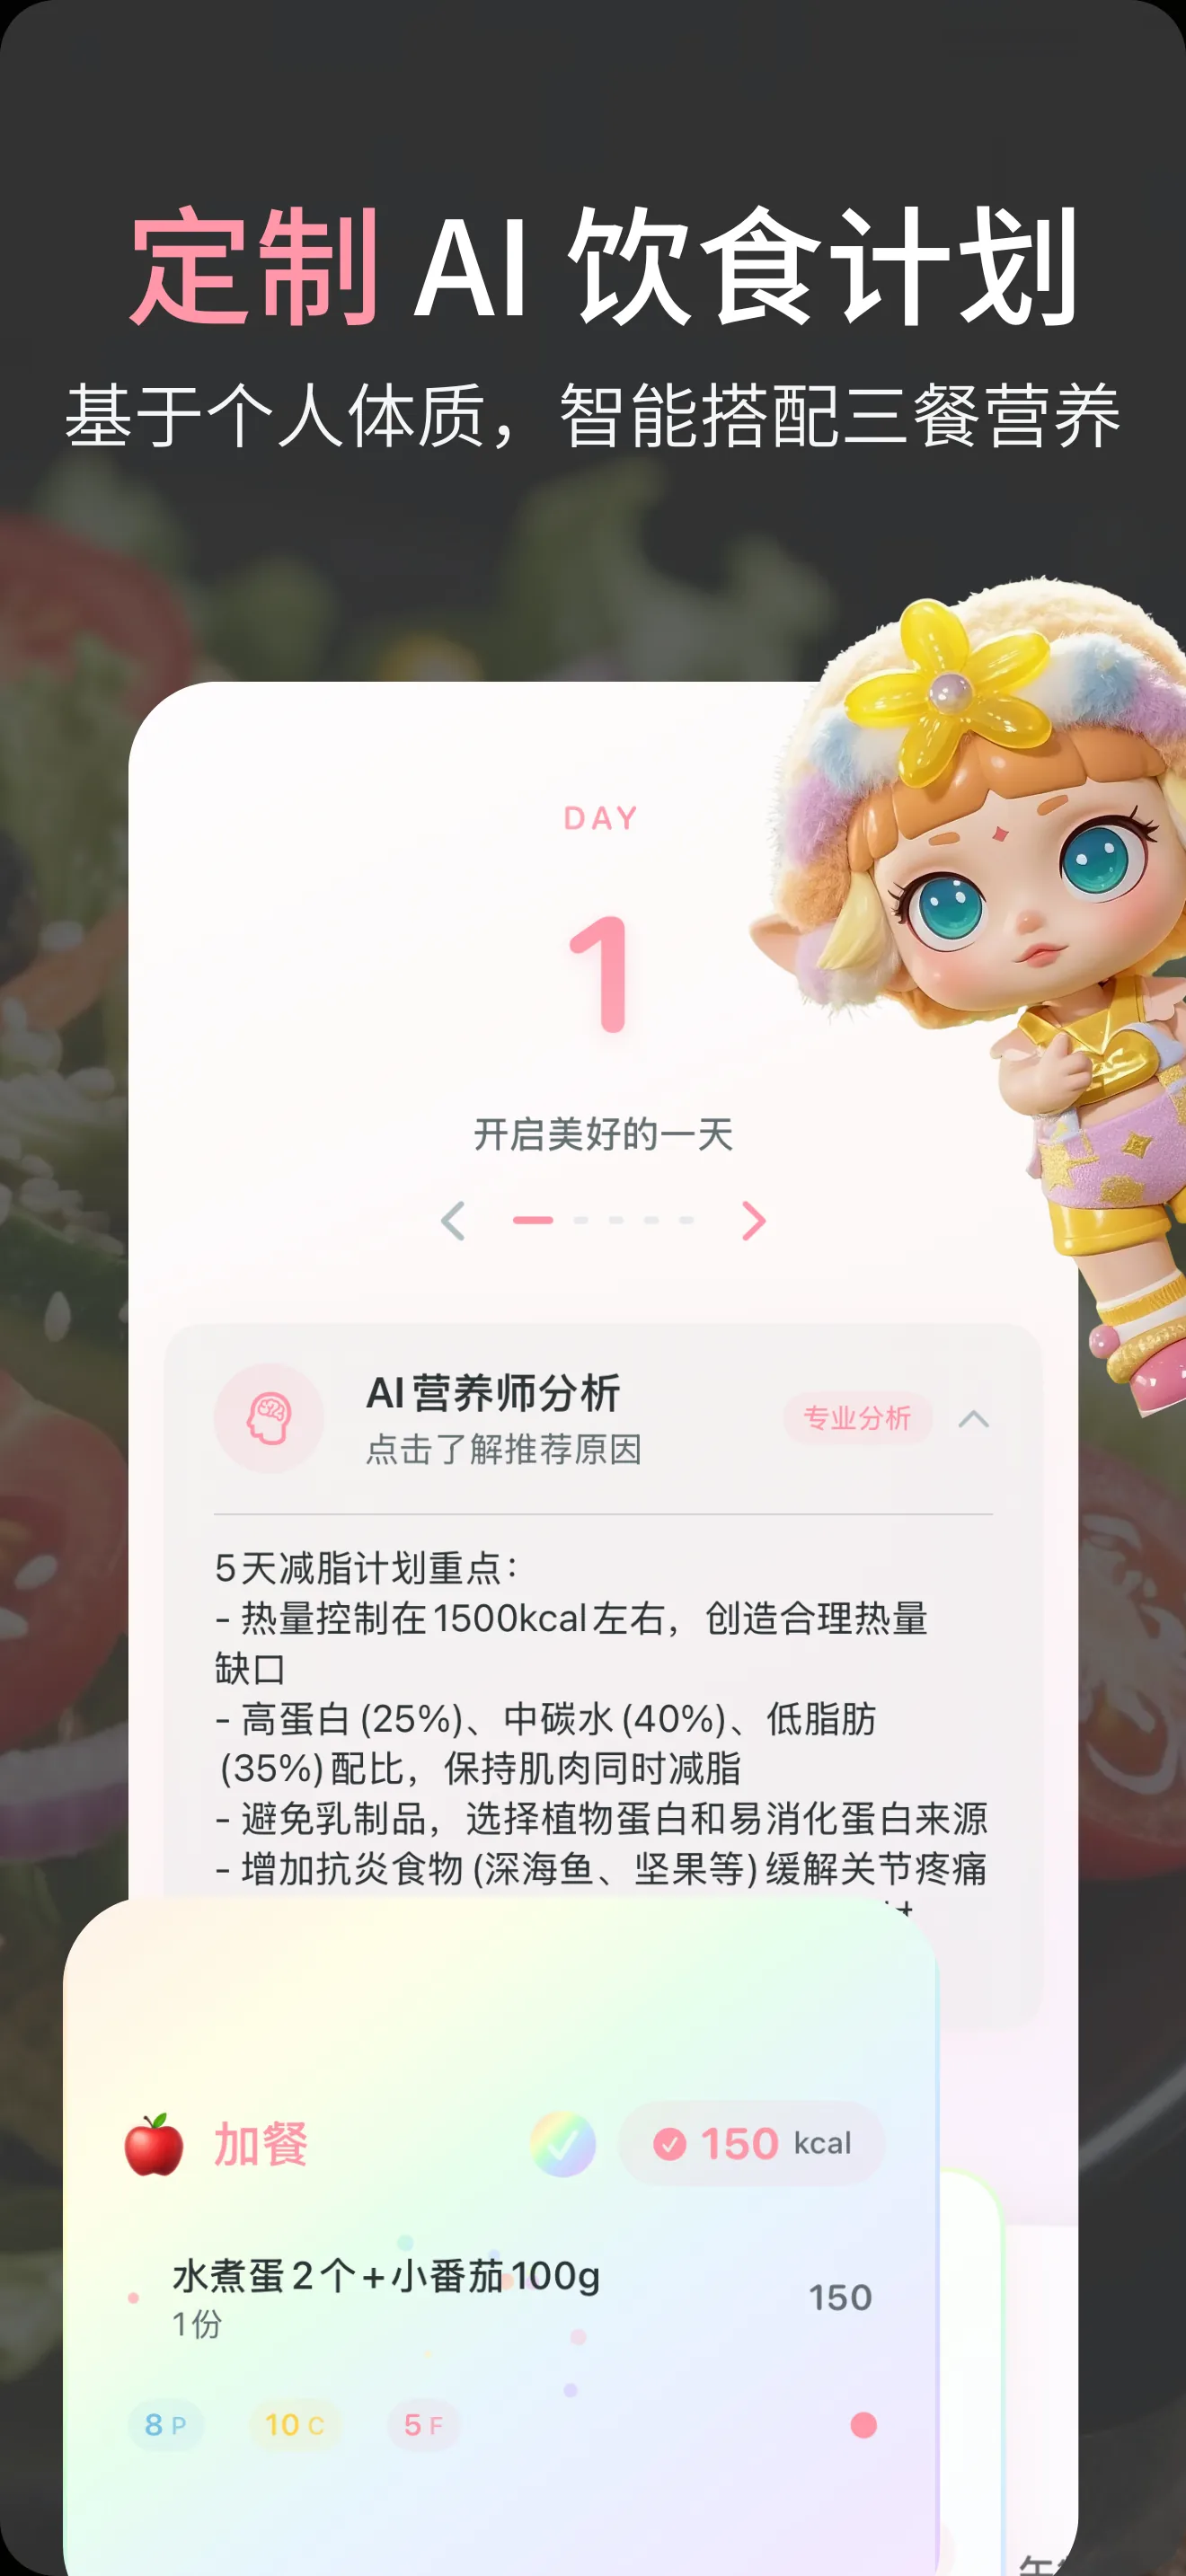 定制 AI 饮食计划
基于个人体质，智能搭配三餐营养
DAY
1
开启美好的一天
AI营养师分析
专业分析
点击了解推荐原因
5天减脂计划重点：
- 热量控制在1500kcal左右，创造合理热量
缺口
- 高蛋白(25%)、中碳水(40%)、低脂肪
(35%)配比，保持肌肉同时减脂
- 避免乳制品，选择植物蛋白和易消化蛋白来源
- 增加抗炎食物(深海鱼、坚果等)缓解关节疼痛
加餐
150 kcal
水煮蛋2个+小番茄100g
150
1份
8 P
10 C
5 F